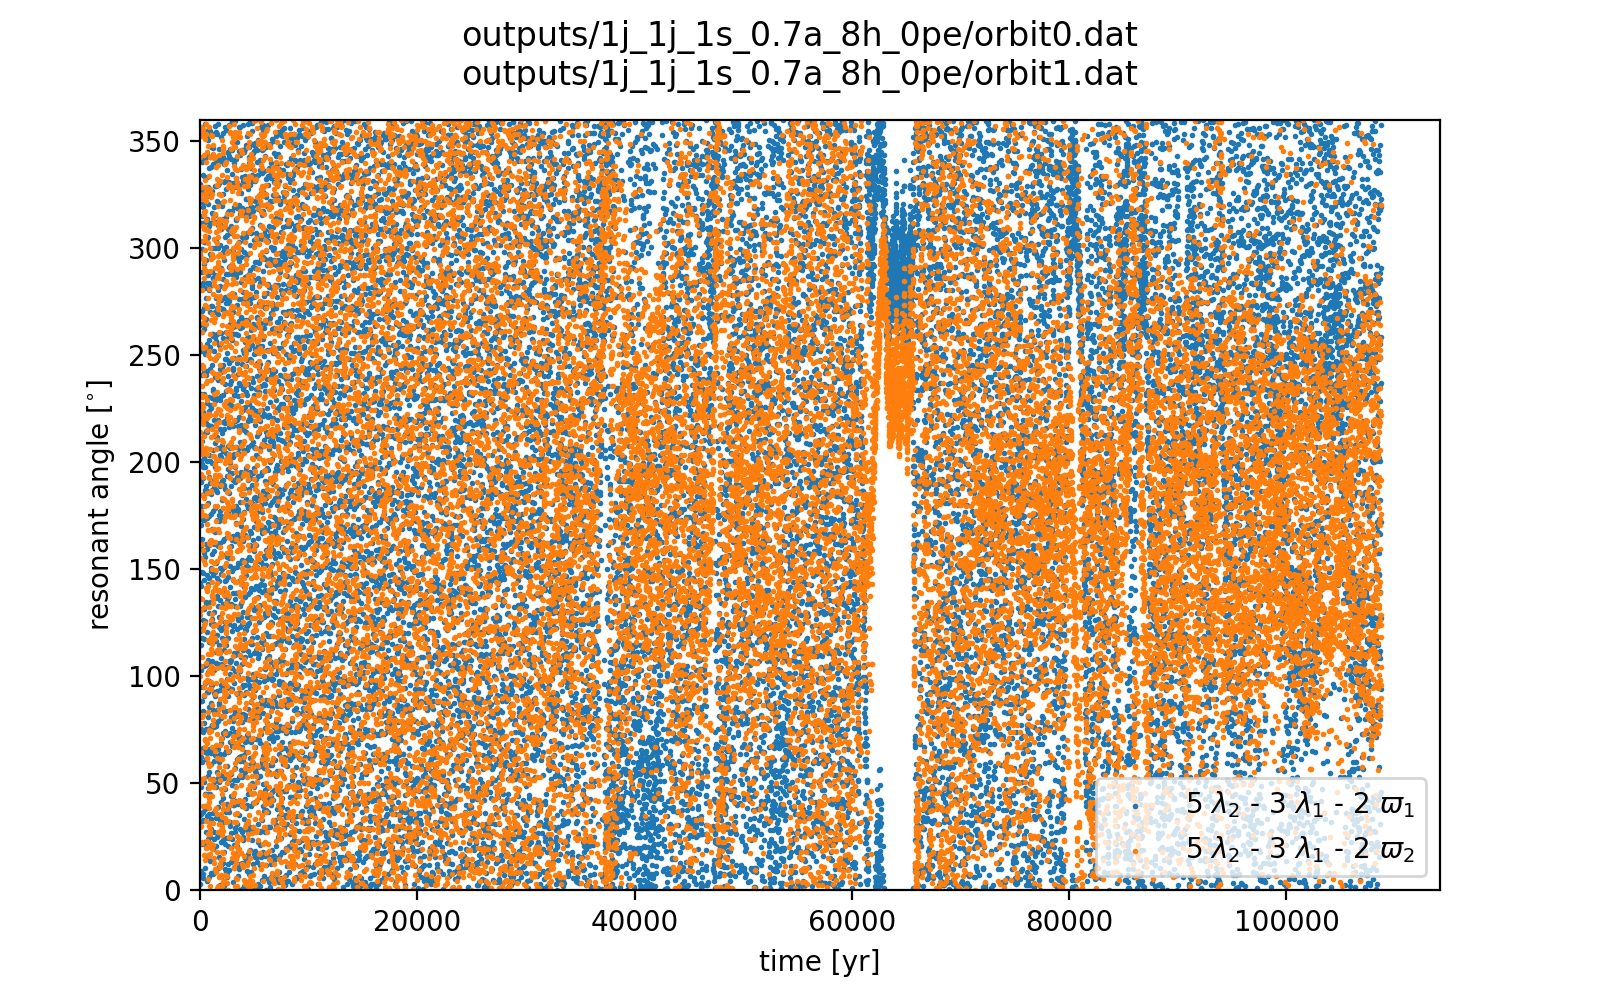 outputs/1j_1j_1s_0.7a_8h_0pe/orbit0.dat
outputs/1j_1j_1s_0.7a_8h_0pe/orbit1.dat
350
300
250
200
150
100
50
0
resonant angle [°]
5 λ₂ - 3 λ₁ - 2 ϖ₁
5 λ₂ - 3 λ₁ - 2 ϖ₂
0
20000
40000
60000
80000
100000
time [yr]